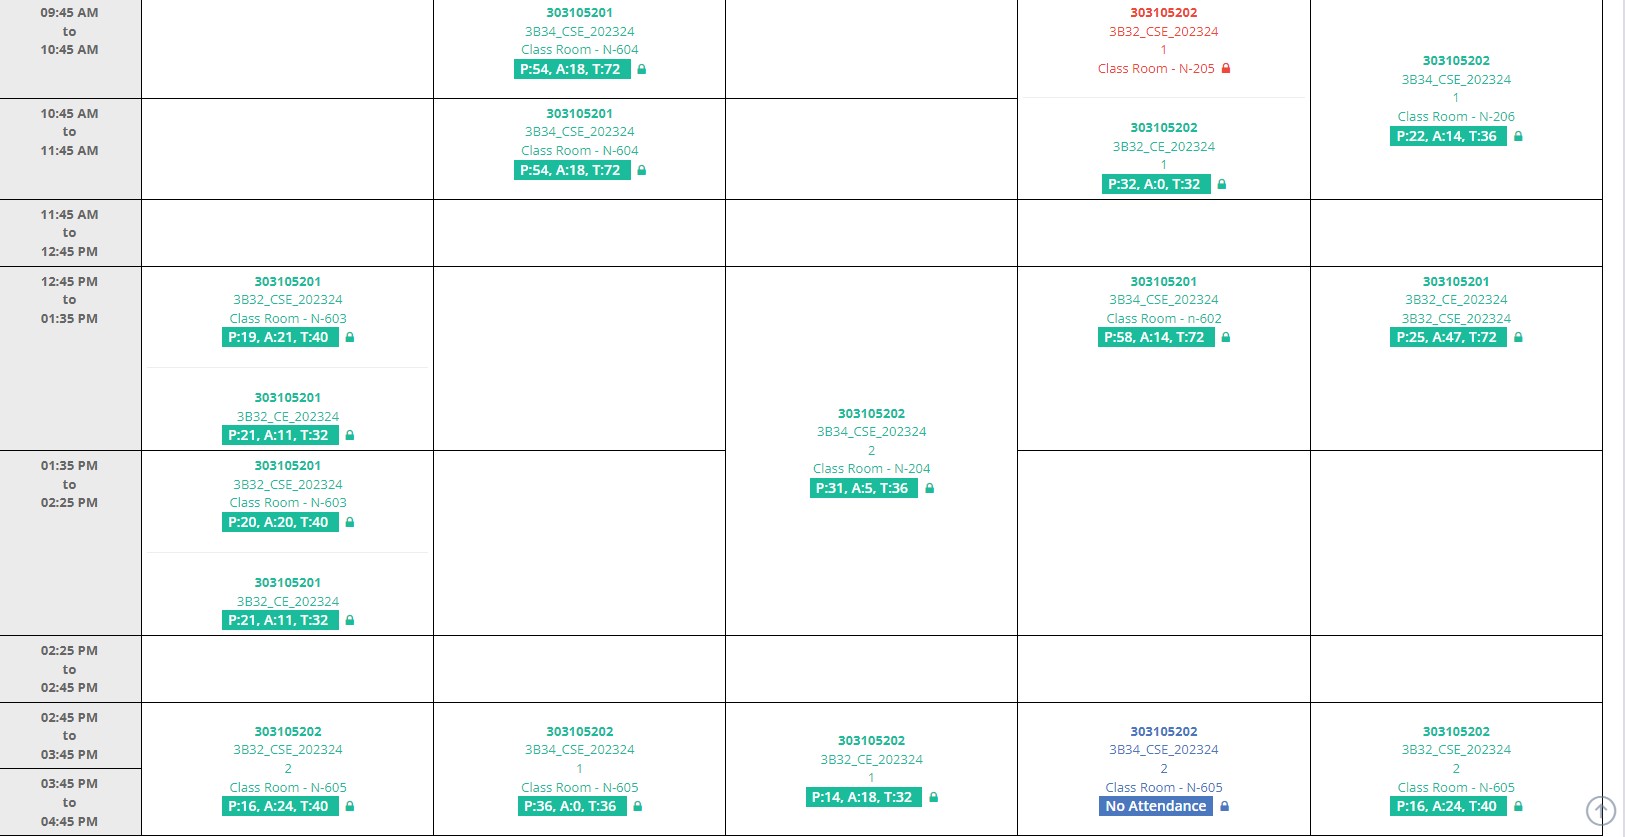 09:45 AM
to
10:45 AM
303105201
3B34_CSE_202324
Class Room - N-604
P:54, A:18, T:72
303105202
3B32_CSE_202324
1
Class Room - N-205
303105202
3B34_CSE_202324
1
Class Room - N-206
P:22, A:14, T:36
10:45 AM
to
11:45 AM
303105201
3B34_CSE_202324
Class Room - N-604
P:54, A:18, T:72
303105202
3B32_CE_202324
1
P:32, A:0, T:32
11:45 AM
to
12:45 PM
12:45 PM
to
01:35 PM
303105201
3B32_CSE_202324
Class Room - N-603
P:19, A:21, T:40
303105201
3B32_CE_202324
P:21, A:11, T:32
303105202
3B34_CSE_202324
2
Class Room - N-204
P:31, A:5, T:36
303105201
3B34_CSE_202324
Class Room - n-602
P:58, A:14, T:72
303105201
3B32_CE_202324
3B32_CSE_202324
P:25, A:47, T:72
01:35 PM
to
02:25 PM
303105201
3B32_CSE_202324
Class Room - N-603
P:20, A:20, T:40
303105201
3B32_CE_202324
P:21, A:11, T:32
02:25 PM
to
02:45 PM
02:45 PM
to
03:45 PM
03:45 PM
to
04:45 PM
303105202
3B32_CSE_202324
2
Class Room - N-605
P:16, A:24, T:40
303105202
3B34_CSE_202324
1
Class Room - N-605
P:36, A:0, T:36
303105202
3B32_CE_202324
1
P:14, A:18, T:32
303105202
3B34_CSE_202324
2
Class Room - N-605
No Attendance
303105202
3B32_CSE_202324
2
Class Room - N-605
P:16, A:24, T:40